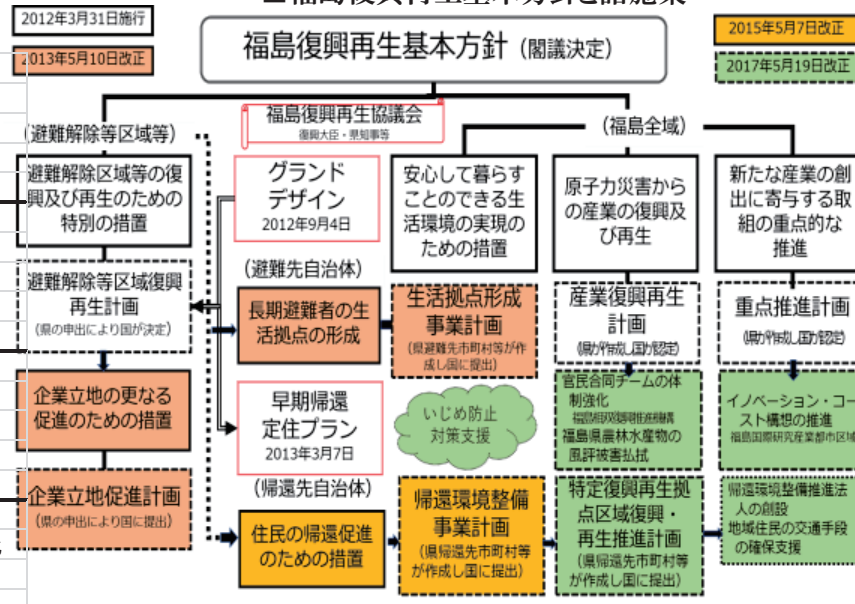 2012年3月31日施行
2013年5月10日改正
福島復興再生基本方針(閣議決定)
2015年5月7日改正
2017年5月19日改正
福島復興再生協議会
復興大臣・県知事等
(避難解除等区域等)
(福島全域)
避難解除区域等の復
興及び再生のための
特別の措置
グランド
デザイン
2012年9月4日
安心して暮らす
ことのできる生
活環境の実現の
ための措置
原子力災害から
の産業の復興及
び再生
新たな産業の創
出に寄与する取
組の重点的な
推進
避難解除等区域復興
再生計画
(県の申出により国が決定)
(避難先自治体)
長期避難者の生
活拠点の形成
生活拠点形成
事業計画
(県避難先市町村等が作
成し国に提出)
産業復興再生
計画
(県が作成し国が認定)
重点推進計画
(県が作成し国が認定)
企業立地の更なる
促進のための措置
早期帰還
定住プラン
2013年3月7日
いじめ防止
対策支援
官民合同チームの体
制強化
福島県農林水産物の
風評被害払拭
イノベーション・コー
スト構想の推進
福島国際研究産業都市区域
企業立地促進計画
(県の申出により国に提出)
(帰還先自治体)
住民の帰還促進
のための措置
帰還環境整備
事業計画
(県帰還先市町村等
が作成し国に提出)
特定復興再生拠
点区域復興・
再生推進計画
(県帰還先市町村等
が作成し国に提出)
帰還環境整備推進法
人の創設
地域住民の交通手段
の確保支援